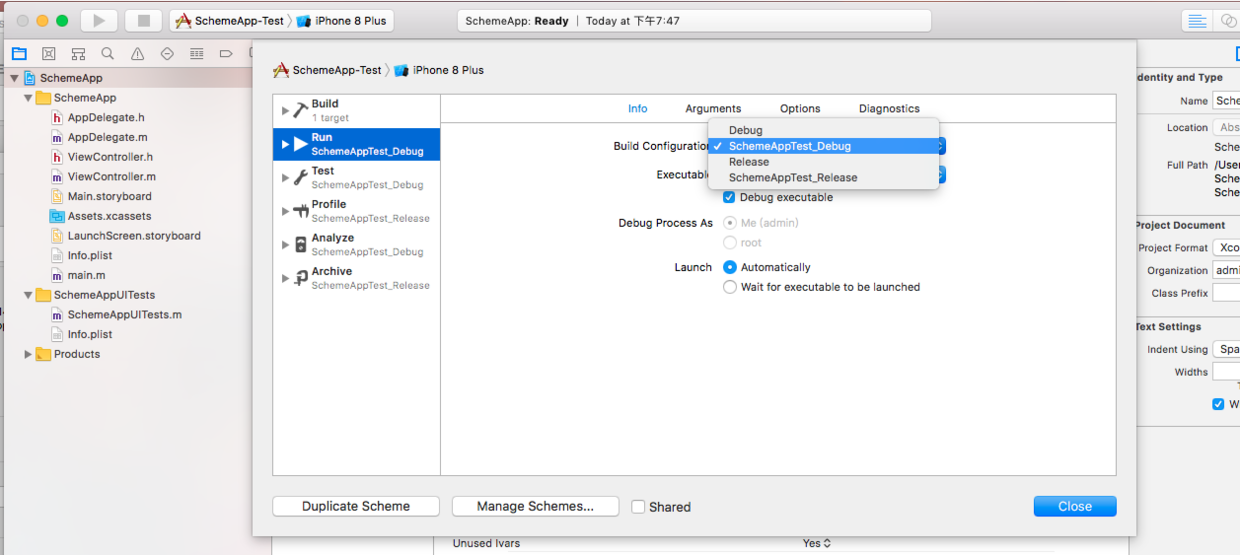 SchemeApp-Test 〉 iPhone 8 Plus
SchemeApp: Ready | Today at 下午7:47
SchemeApp
SchemeApp
AppDelegate.h
AppDelegate.m
ViewController.h
ViewController.m
Main.storyboard
Assets.xcassets
LaunchScreen.storyboard
Info.plist
main.m
SchemeAppUITests
SchemeAppUITests.m
Info.plist
Products
SchemeApp-Test 〉 iPhone 8 Plus
Build
1 target
Run
SchemeAppTest_Debug
Test
SchemeAppTest_Debug
Profile
SchemeAppTest_Release
Analyze
SchemeAppTest_Debug
Archive
SchemeAppTest_Release
Info Arguments Options Diagnostics
Build Configuration
Debug
SchemeAppTest_Debug
Release
SchemeAppTest_Release
Executable
Debug executable
Debug Process As Me (admin)
root
Launch Automatically
Wait for executable to be launched
Duplicate Scheme Manage Schemes... Shared Close
Unused Ivars Yes
Identity and Type
Name Sche
Location Abs
Sche
Full Path /User
Sche
Sche
Project Document
Project Format Xco
Organization admi
Class Prefix
Text Settings
Indent Using Spa
Widths
W